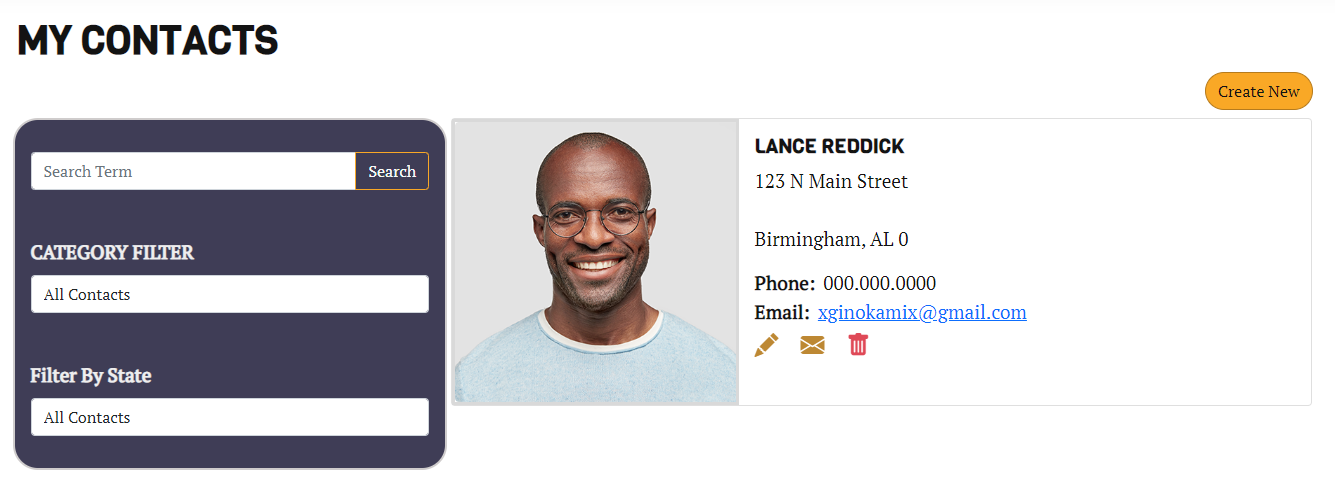 MY CONTACTS
Create New
Search Term
Search
CATEGORY FILTER
All Contacts
Filter By State
All Contacts
LANCE REDDICK
123 N Main Street
Birmingham, AL 0
Phone: 000.000.0000
Email: xginokamix@gmail.com